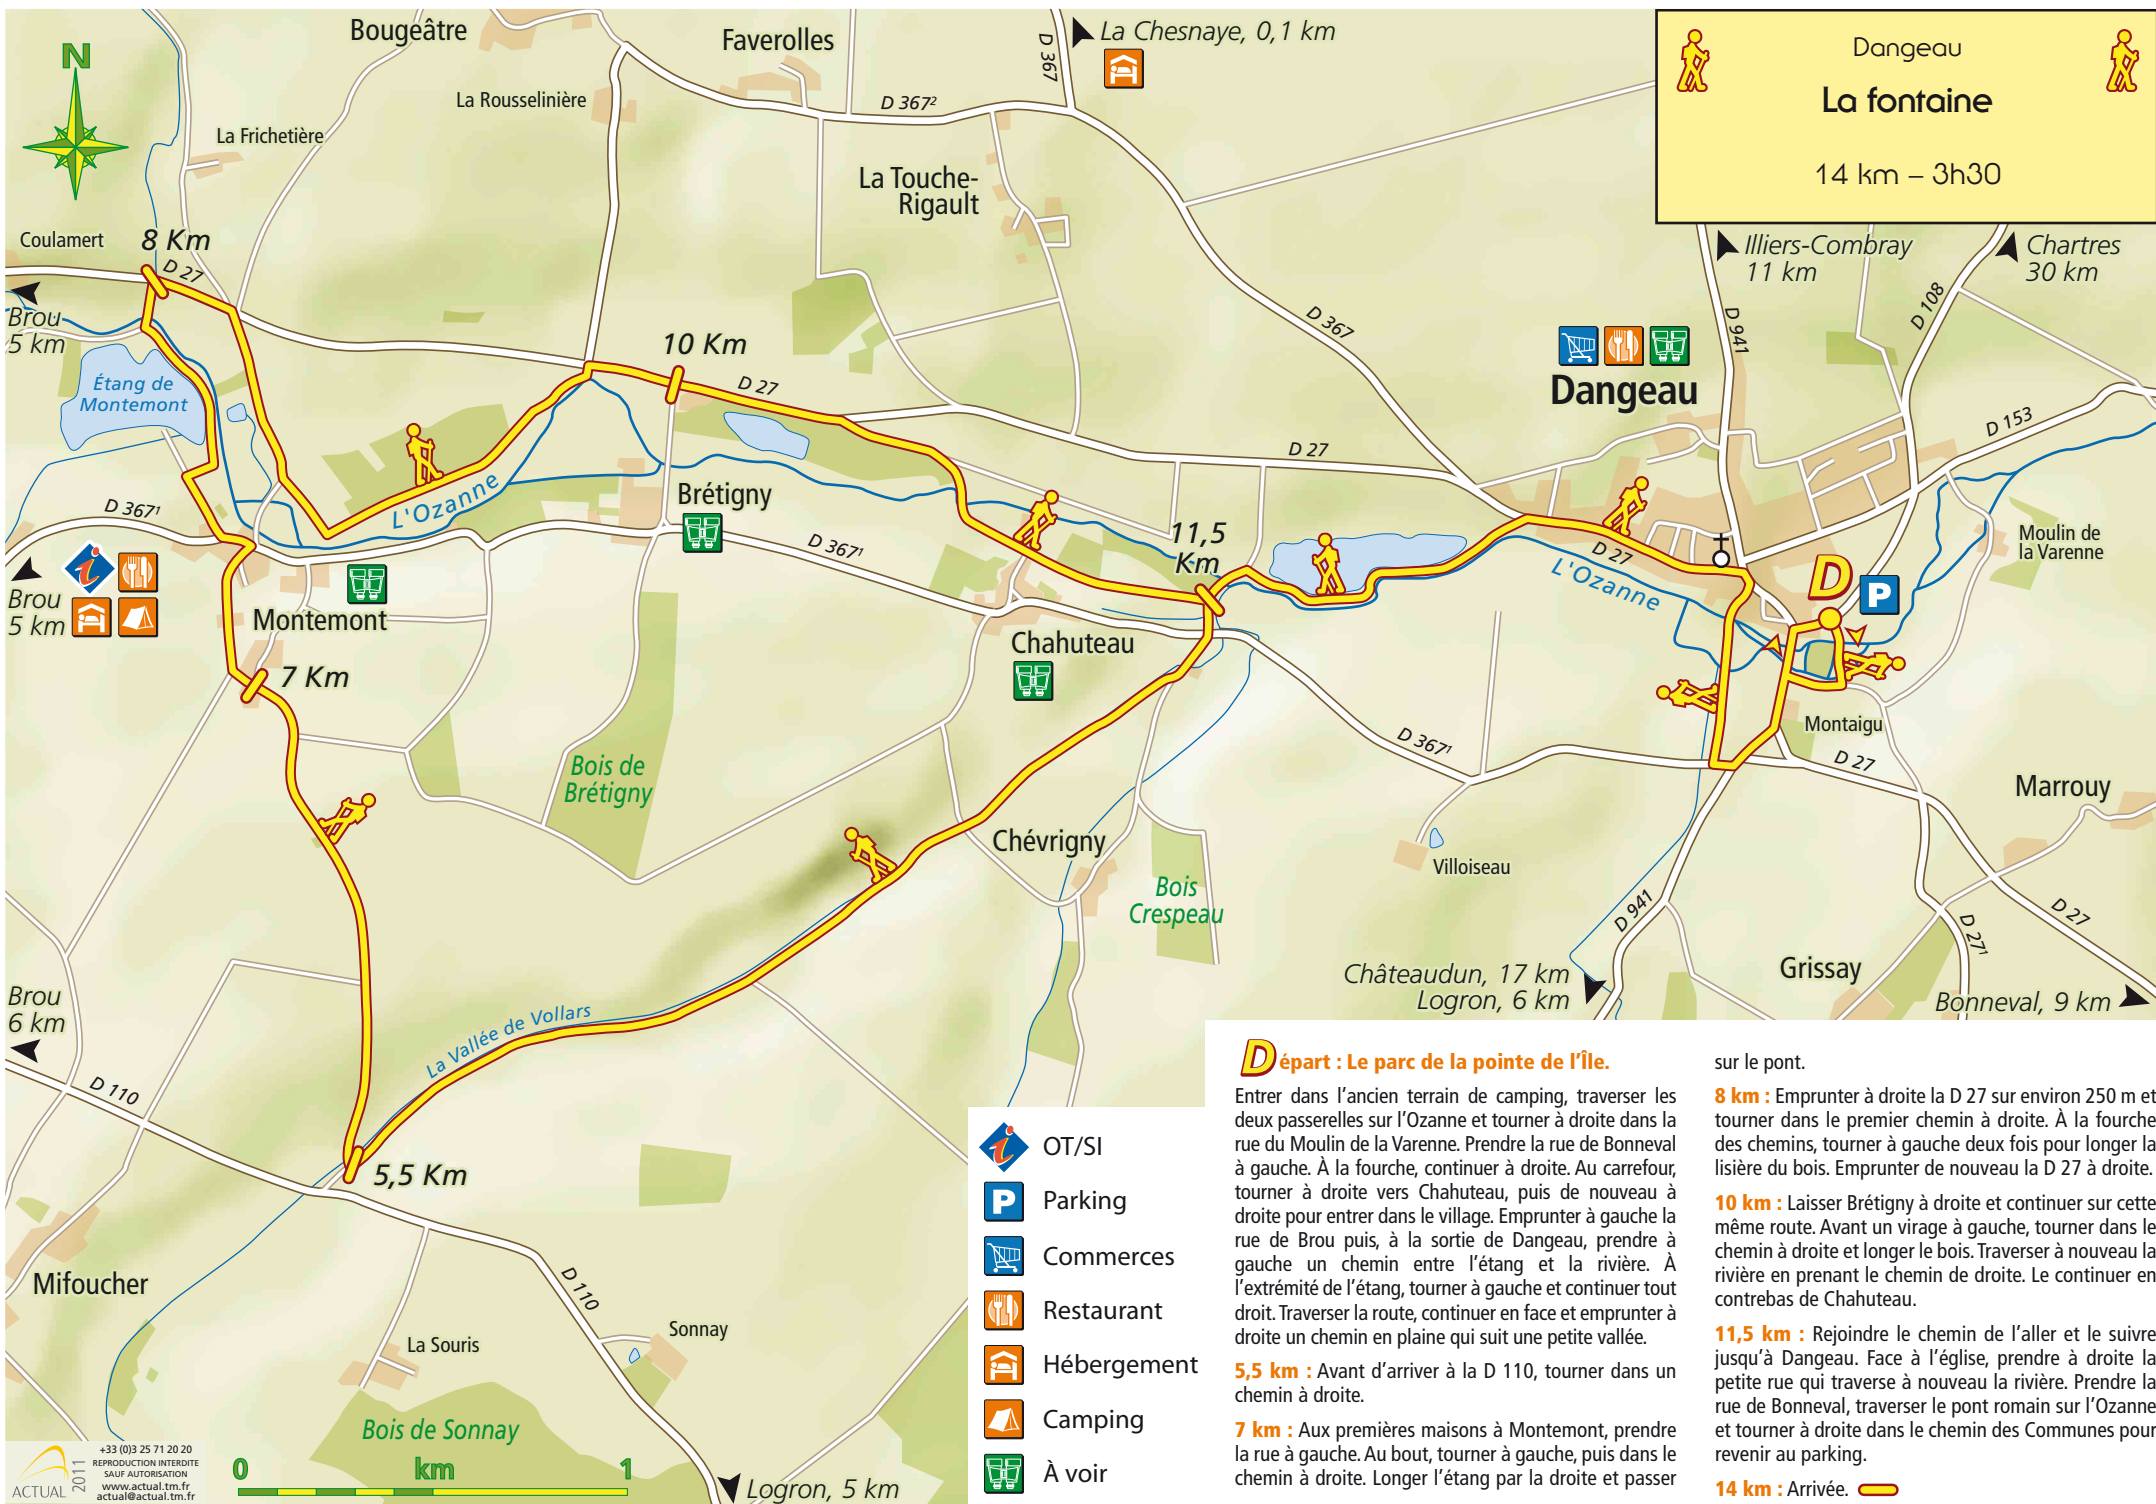 Dangeau
La fontaine
14 km – 3h30
N
Bougeâtre
Faverolles
La Chesnaye, 0,1 km
D 367
La Rousselinière
D 367²
La Frichetière
La Touche-
Rigault
Coulamert
8 Km
D 27
Brou
5 km
Illiers-Combray
11 km
Chartres
30 km
D 108
D 941
D 367
10 Km
D 27
Étang de
Montemont
Dangeau
D 27
D 153
L'Ozanne
Brétigny
D 367¹
D 367¹
11,5
Km
D 27
L'Ozanne
Moulin de
la Varenne
D
P
Brou
5 km
Montemont
Chahuteau
7 Km
Montaigu
D 367¹
D 27
Bois de
Brétigny
Marrouy
Chévrigny
Villoiseau
Bois
Crespeau
D 941
D 27
D 27¹
Grissay
Châteaudun, 17 km
Logron, 6 km
Bonneval, 9 km
Brou
6 km
La Vallée de Vollars
D 110
5,5 Km
Mifoucher
D 110
La Souris
Sonnay
Bois de Sonnay
0 km 1
Logron, 5 km
ACTUAL 2011
+33 (0)3 25 71 20 20
REPRODUCTION INTERDITE
SAUF AUTORISATION
www.actual.tm.fr
actual@actual.tm.fr
i OT/SI
P Parking
Commerces
Restaurant
Hébergement
Camping
À voir
Départ : Le parc de la pointe de l'Île.
Entrer dans l'ancien terrain de camping, traverser les
deux passerelles sur l'Ozanne et tourner à droite dans la
rue du Moulin de la Varenne. Prendre la rue de Bonneval
à gauche. À la fourche, continuer à droite. Au carrefour,
tourner à droite vers Chahuteau, puis de nouveau à
droite pour entrer dans le village. Emprunter à gauche la
rue de Brou puis, à la sortie de Dangeau, prendre à
gauche un chemin entre l'étang et la rivière. À
l'extrémité de l'étang, tourner à gauche et continuer tout
droit. Traverser la route, continuer en face et emprunter à
droite un chemin en plaine qui suit une petite vallée.
5,5 km : Avant d'arriver à la D 110, tourner dans un
chemin à droite.
7 km : Aux premières maisons à Montemont, prendre
la rue à gauche. Au bout, tourner à gauche, puis dans le
chemin à droite. Longer l'étang par la droite et passer
sur le pont.
8 km : Emprunter à droite la D 27 sur environ 250 m et
tourner dans le premier chemin à droite. À la fourche
des chemins, tourner à gauche deux fois pour longer la
lisière du bois. Emprunter de nouveau la D 27 à droite.
10 km : Laisser Brétigny à droite et continuer sur cette
même route. Avant un virage à gauche, tourner dans le
chemin à droite et longer le bois. Traverser à nouveau la
rivière en prenant le chemin de droite. Le continuer en
contrebas de Chahuteau.
11,5 km : Rejoindre le chemin de l'aller et le suivre
jusqu'à Dangeau. Face à l'église, prendre à droite la
petite rue qui traverse à nouveau la rivière. Prendre la
rue de Bonneval, traverser le pont romain sur l'Ozanne
et tourner à droite dans le chemin des Communes pour
revenir au parking.
14 km : Arrivée.